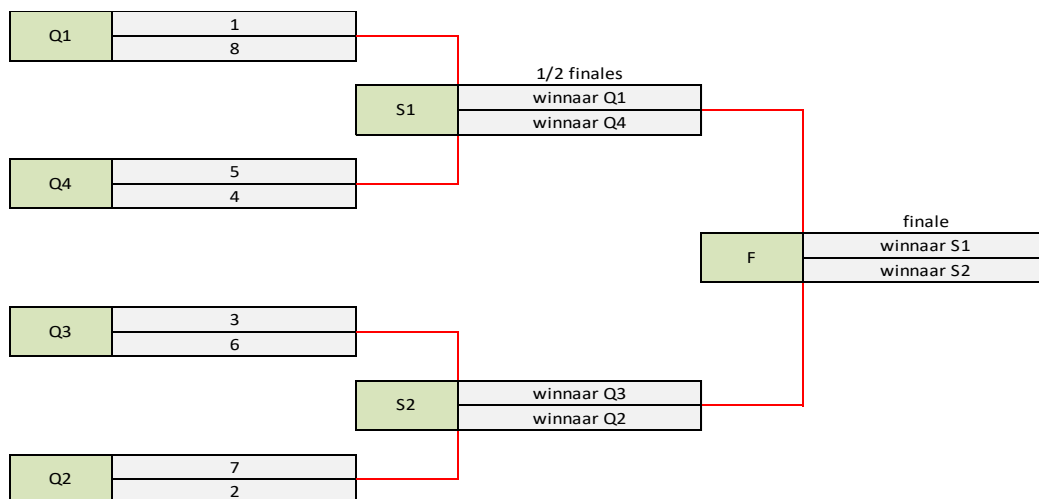 Q1
1
8
1/2 finales
S1
winnaar Q1
winnaar Q4
Q4
5
4
finale
F
winnaar S1
winnaar S2
Q3
3
6
S2
winnaar Q3
winnaar Q2
Q2
7
2